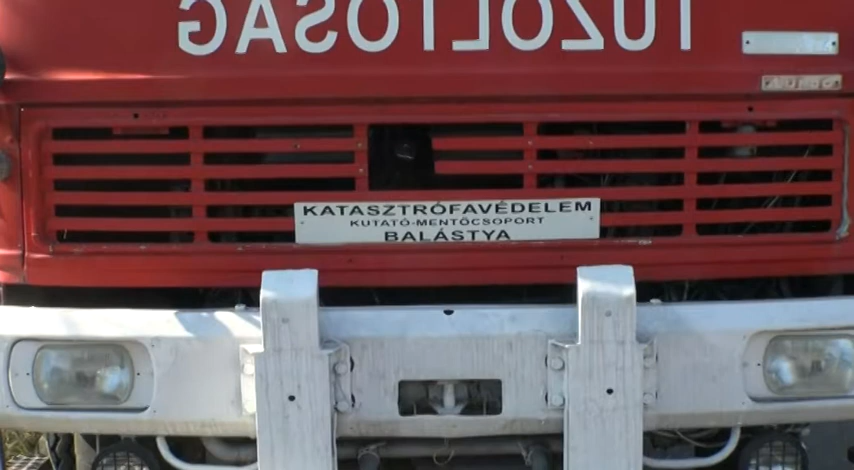 TŰZOLTÓSÁG
KATASZTRÓFAVÉDELEM
KUTATÓ-MENTŐCSOPORT
BALÁSTYA